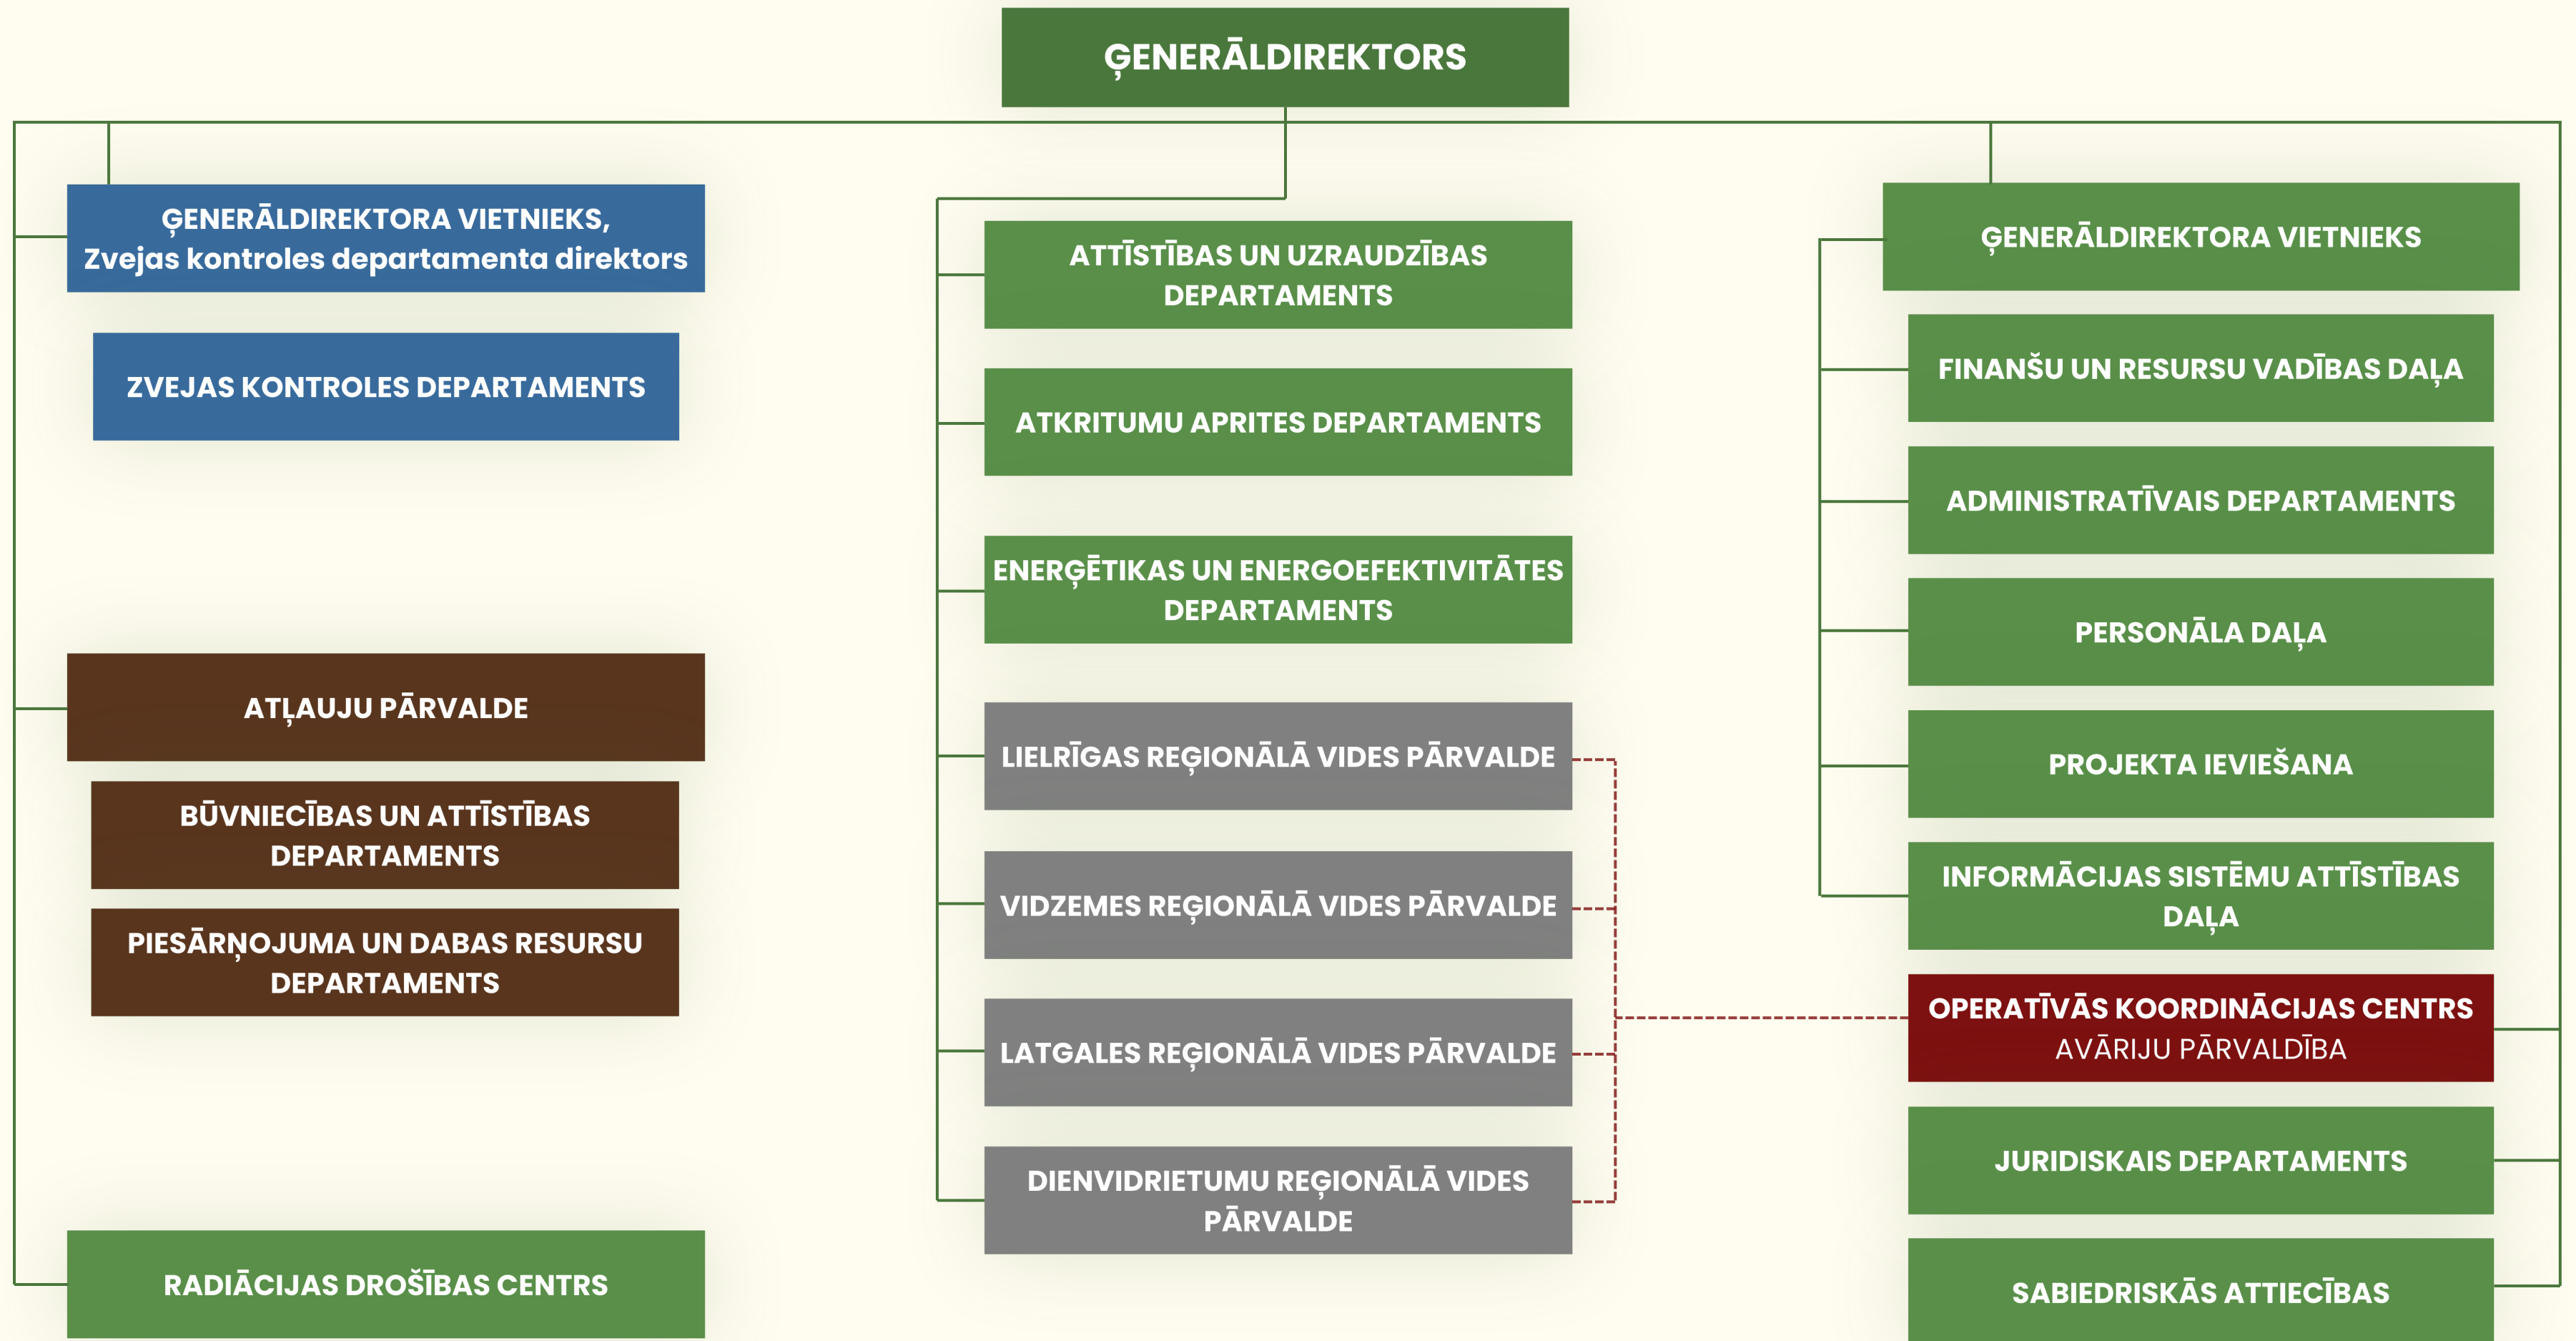 ĢENERĀLDIREKTORS
ĢENERĀLDIREKTORA VIETNIEKS,
Zvejas kontroles departamenta direktors
ZVEJAS KONTROLES DEPARTAMENTS
ATĻAUJU PĀRVALDE
BŪVNIECĪBAS UN ATTĪSTĪBAS
DEPARTAMENTS
PIESĀRŅOJUMA UN DABAS RESURSU
DEPARTAMENTS
RADIĀCIJAS DROŠĪBAS CENTRS
ATTĪSTĪBAS UN UZRAUDZĪBAS
DEPARTAMENTS
ATKRITUMU APRITES DEPARTAMENTS
ENERĢĒTIKAS UN ENERGOEFEKTIVITĀTES
DEPARTAMENTS
LIELRĪGAS REĢIONĀLĀ VIDES PĀRVALDE
VIDZEMES REĢIONĀLĀ VIDES PĀRVALDE
LATGALES REĢIONĀLĀ VIDES PĀRVALDE
DIENVIDRIETUMU REĢIONĀLĀ VIDES
PĀRVALDE
ĢENERĀLDIREKTORA VIETNIEKS
FINANŠU UN RESURSU VADĪBAS DAĻA
ADMINISTRATĪVAIS DEPARTAMENTS
PERSONĀLA DAĻA
PROJEKTA IEVIEŠANA
INFORMĀCIJAS SISTĒMU ATTĪSTĪBAS
DAĻA
OPERATĪVĀS KOORDINĀCIJAS CENTRS
AVĀRIJU PĀRVALDĪBA
JURIDISKAIS DEPARTAMENTS
SABIEDRISKĀS ATTIECĪBAS